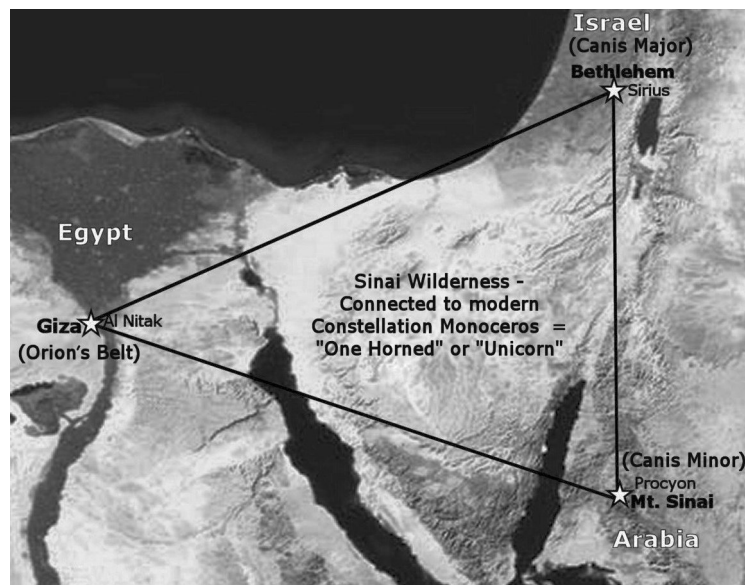 Israel
(Canis Major)
Bethlehem
Sirius
Egypt
Sinai Wilderness -
Connected to modern
Constellation Monoceros =
"One Horned" or "Unicorn"
Giza
Al Nitak
(Orion's Belt)
(Canis Minor)
Procyon
Mt. Sinai
Arabia